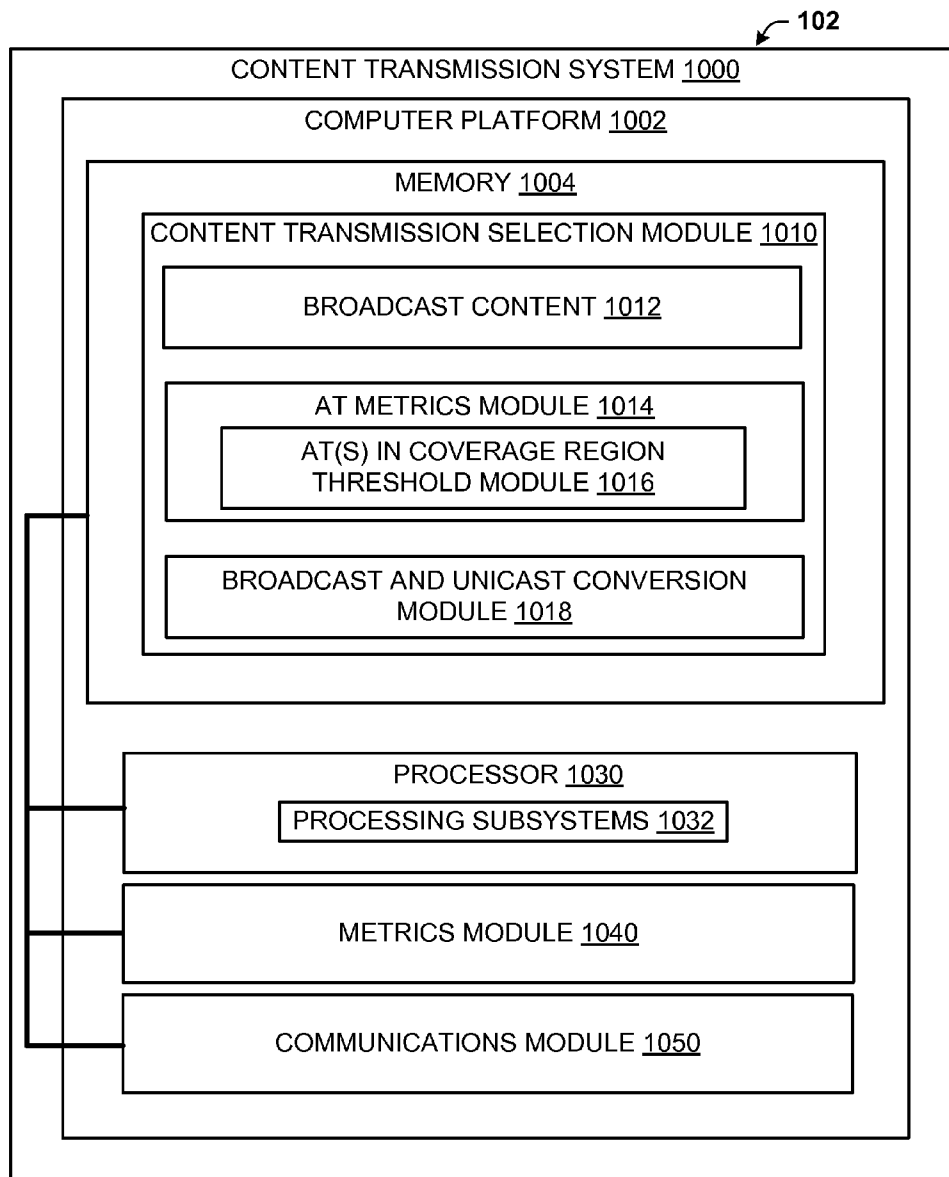 102
CONTENT TRANSMISSION SYSTEM 1000
COMPUTER PLATFORM 1002
MEMORY 1004
CONTENT TRANSMISSION SELECTION MODULE 1010
BROADCAST CONTENT 1012
AT METRICS MODULE 1014
AT(S) IN COVERAGE REGION
THRESHOLD MODULE 1016
BROADCAST AND UNICAST CONVERSION
MODULE 1018
PROCESSOR 1030
PROCESSING SUBSYSTEMS 1032
METRICS MODULE 1040
COMMUNICATIONS MODULE 1050